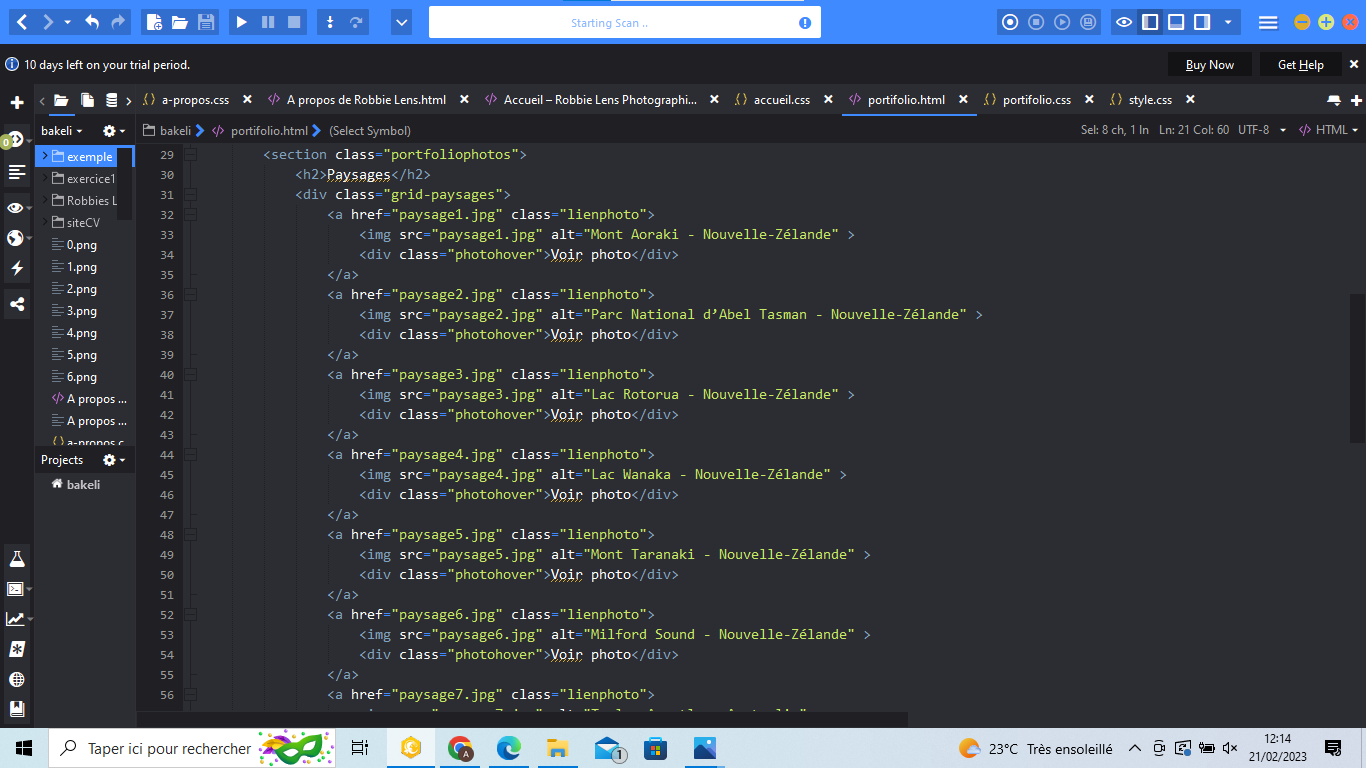 Starting Scan ..
10 days left on your trial period.
Buy Now
Get Help
a-propos.css
A propos de Robbie Lens.html
Accueil – Robbie Lens Photographi...
accueil.css
portifolio.html
portifolio.css
style.css
bakeli
bakeli
portifolio.html
(Select Symbol)
Sel: 8 ch, 1 ln
Ln: 21 Col: 60
UTF-8
HTML
0
exemple
exercice1
Robbies L
siteCV
0.png
1.png
2.png
3.png
4.png
5.png
6.png
A propos ...
A propos ...
a-propos.c
Projects
bakeli
29 <section class="portfoliophotos">
30 <h2>Paysages</h2>
31 <div class="grid-paysages">
32 <a href="paysage1.jpg" class="lienphoto">
33 <img src="paysage1.jpg" alt="Mont Aoraki - Nouvelle-Zélande" >
34 <div class="photohover">Voir photo</div>
35 </a>
36 <a href="paysage2.jpg" class="lienphoto">
37 <img src="paysage2.jpg" alt="Parc National d’Abel Tasman - Nouvelle-Zélande" >
38 <div class="photohover">Voir photo</div>
39 </a>
40 <a href="paysage3.jpg" class="lienphoto">
41 <img src="paysage3.jpg" alt="Lac Rotorua - Nouvelle-Zélande" >
42 <div class="photohover">Voir photo</div>
43 </a>
44 <a href="paysage4.jpg" class="lienphoto">
45 <img src="paysage4.jpg" alt="Lac Wanaka - Nouvelle-Zélande" >
46 <div class="photohover">Voir photo</div>
47 </a>
48 <a href="paysage5.jpg" class="lienphoto">
49 <img src="paysage5.jpg" alt="Mont Taranaki - Nouvelle-Zélande" >
50 <div class="photohover">Voir photo</div>
51 </a>
52 <a href="paysage6.jpg" class="lienphoto">
53 <img src="paysage6.jpg" alt="Milford Sound - Nouvelle-Zélande" >
54 <div class="photohover">Voir photo</div>
55 </a>
56 <a href="paysage7.jpg" class="lienphoto">
Taper ici pour rechercher
A
1
23°C Très ensoleillé
12:14
21/02/2023